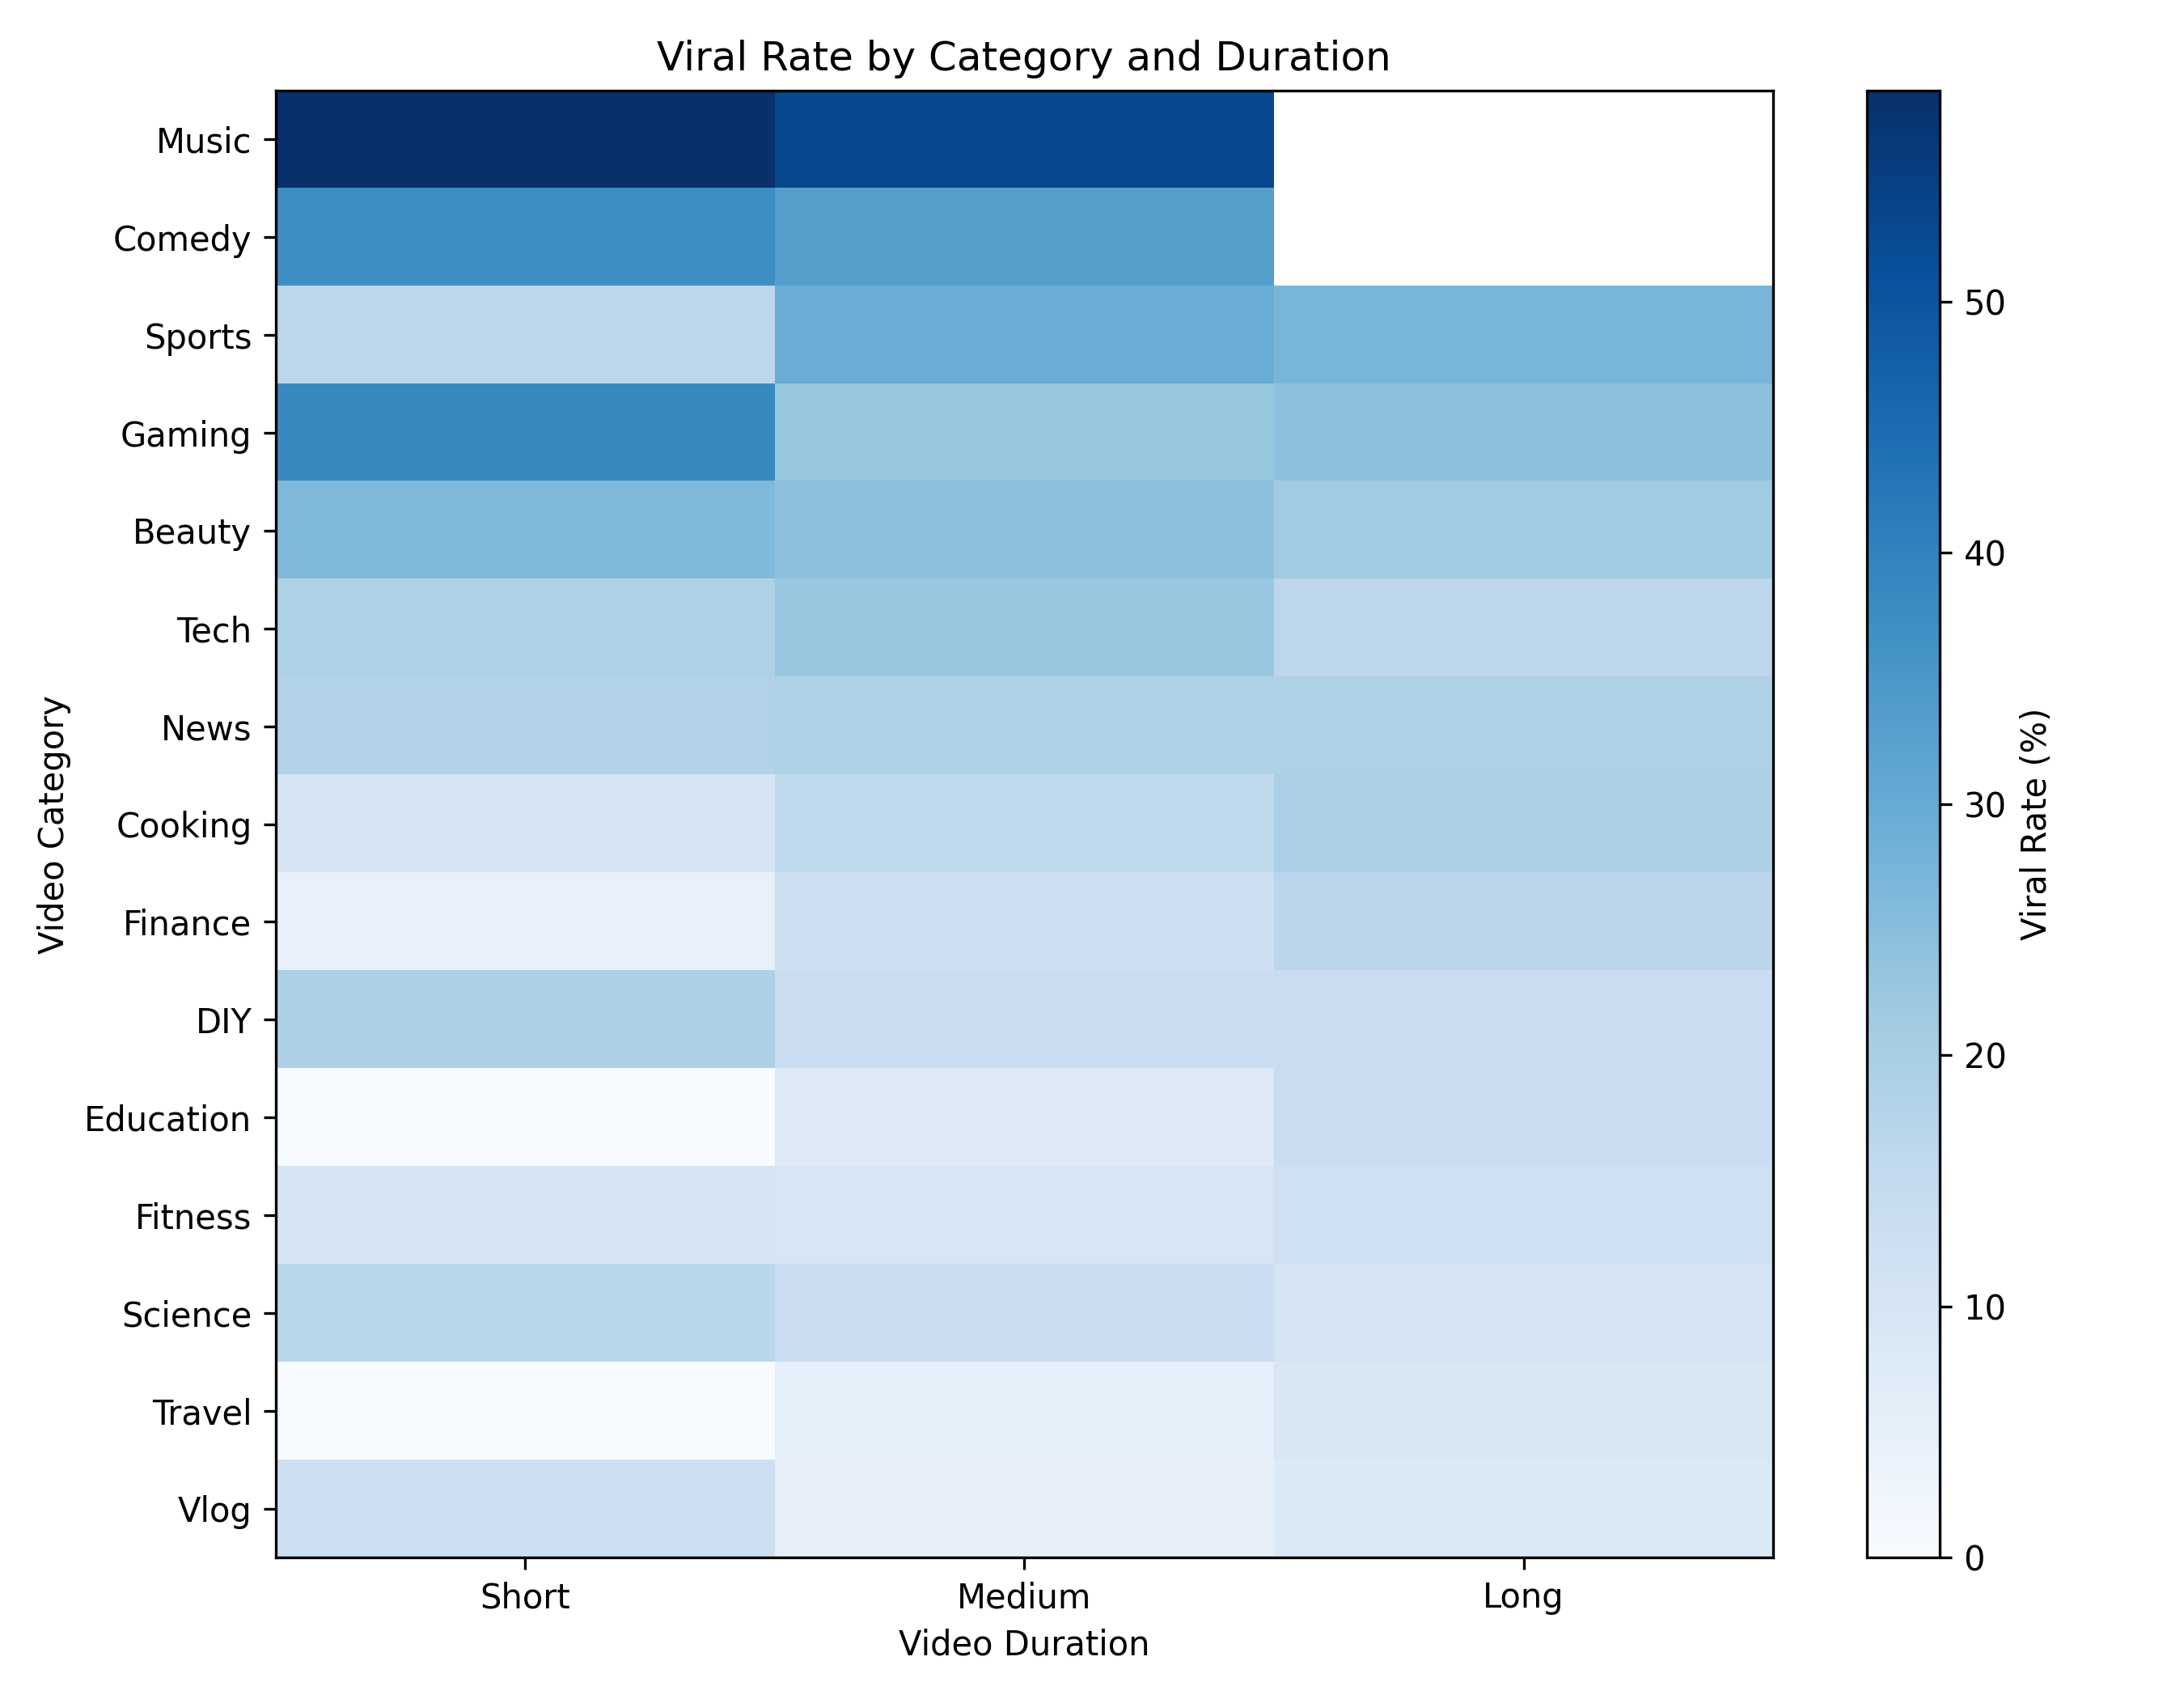 Viral Rate by Category and Duration
Video Category
Music
Comedy
Sports
Gaming
Beauty
Tech
News
Cooking
Finance
DIY
Education
Fitness
Science
Travel
Vlog
Short Medium Long
Video Duration
50
40
30
20
10
0
Viral Rate (%)